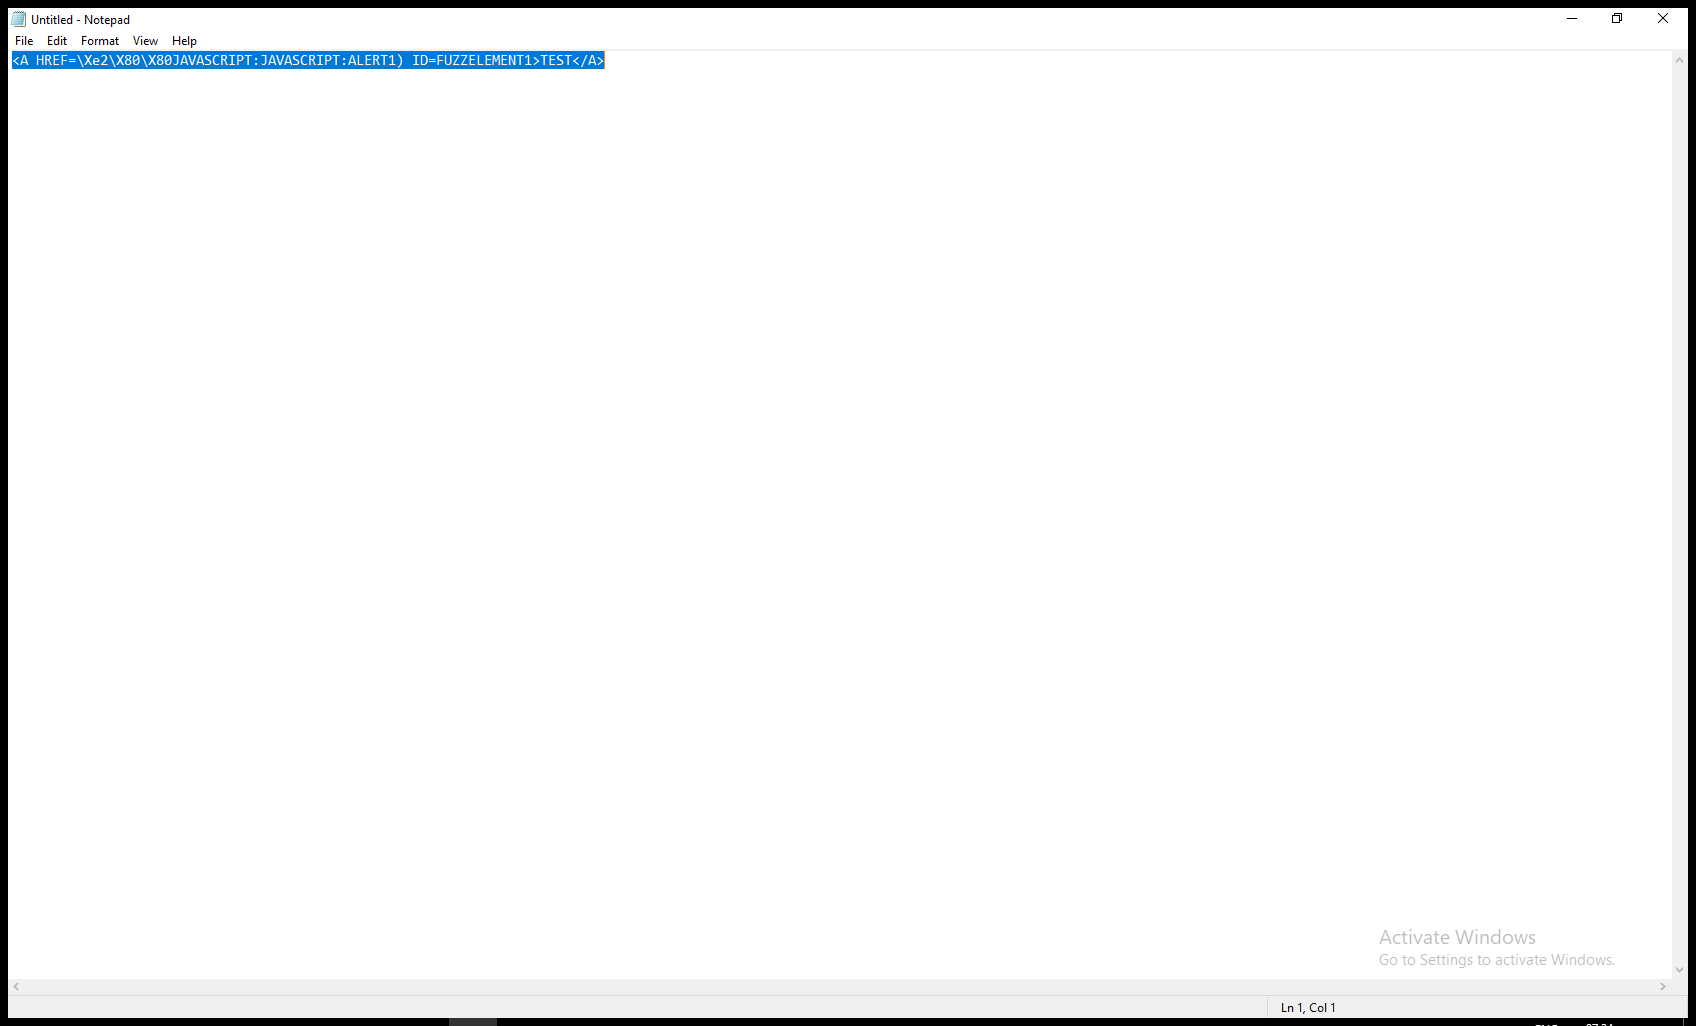 Untitled - Notepad
File Edit Format View Help
<A HREF=\Xe2\X80\X80JAVASCRIPT:JAVASCRIPT:ALERT1) ID=FUZZELEMENT1>TEST</A>
Activate Windows
Go to Settings to activate Windows.
Ln 1, Col 1